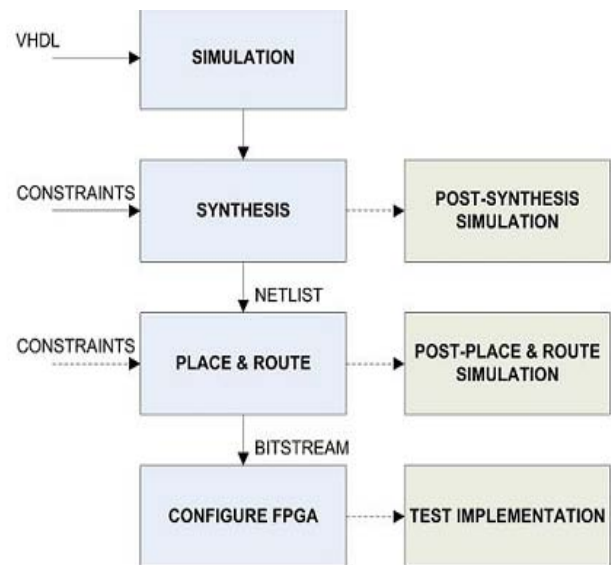 VHDL
SIMULATION
CONSTRAINTS
SYNTHESIS
POST-SYNTHESIS
SIMULATION
NETLIST
CONSTRAINTS
PLACE & ROUTE
POST-PLACE & ROUTE
SIMULATION
BITSTREAM
CONFIGURE FPGA
TEST IMPLEMENTATION